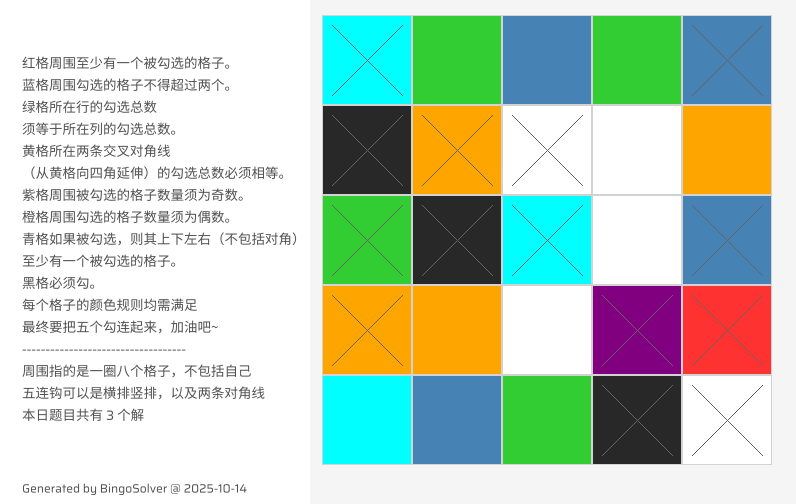 红格周围至少有一个被勾选的格子。
蓝格周围勾选的格子不得超过两个。
绿格所在行的勾选总数
须等于所在列的勾选总数。
黄格所在两条交叉对角线
（从黄格向四角延伸）的勾选总数必须相等。
紫格周围被勾选的格子数量须为奇数。
橙格周围勾选的格子数量须为偶数。
青格如果被勾选，则其上下左右（不包括对角）
至少有一个被勾选的格子。
黑格必须勾。
每个格子的颜色规则均需满足
最终要把五个勾连起来，加油吧~
----------------------------------
周围指的是一圈八个格子，不包括自己
五连钩可以是横排竖排，以及两条对角线
本日题目共有 3 个解
Generated by BingoSolver @ 2025-10-14